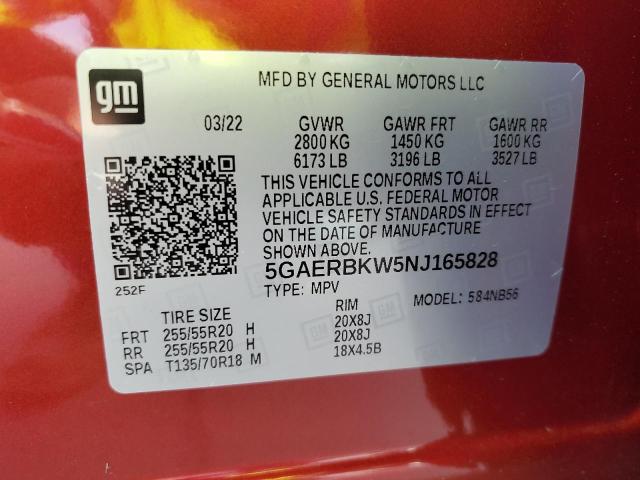 gm
MFD BY GENERAL MOTORS LLC
03/22 GVWR GAWR FRT GAWR RR
2800 KG 1450 KG 1600 KG
6173 LB 3196 LB 3527 LB
THIS VEHICLE CONFORMS TO ALL
APPLICABLE U.S. FEDERAL MOTOR
VEHICLE SAFETY STANDARDS IN EFFECT
ON THE DATE OF MANUFACTURE
SHOWN ABOVE.
5GAERBKW5NJ165828
252F TYPE: MPV MODEL: 584NB56
TIRE SIZE RIM
FRT 255/55R20 H 20X8J
RR 255/55R20 H 20X8J
SPA T135/70R18 M 18X4.5B